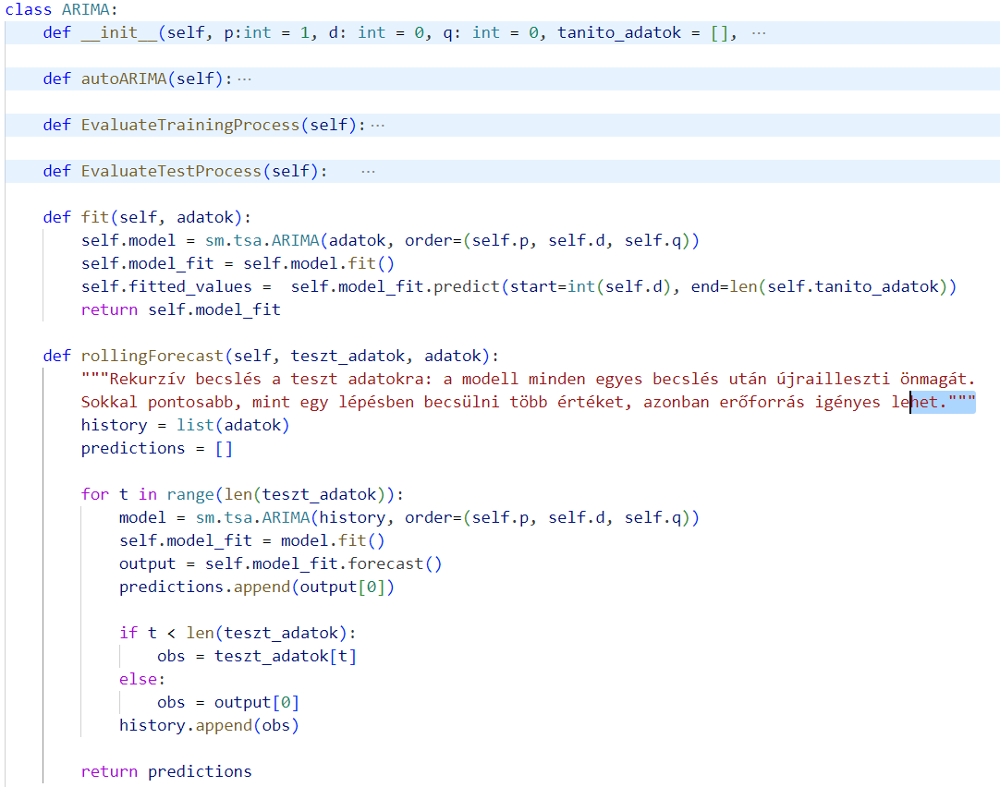 class ARIMA:
    def __init__(self, p:int = 1, d: int = 0, q: int = 0, tanito_adatok = [], ···
    def autoARIMA(self):···
    def EvaluateTrainingProcess(self):···
    def EvaluateTestProcess(self):   ···
    def fit(self, adatok):
        self.model = sm.tsa.ARIMA(adatok, order=(self.p, self.d, self.q))
        self.model_fit = self.model.fit()
        self.fitted_values =  self.model_fit.predict(start=int(self.d), end=len(self.tanito_adatok))
        return self.model_fit
    def rollingForecast(self, teszt_adatok, adatok):
        """Rekurzív becslés a teszt adatokra: a modell minden egyes becslés után újrailleszti önmagát.
        Sokkal pontosabb, mint egy lépésben becsülni több értéket, azonban erőforrás igényes lehet."""
        history = list(adatok)
        predictions = []
        for t in range(len(teszt_adatok)):
            model = sm.tsa.ARIMA(history, order=(self.p, self.d, self.q))
            self.model_fit = model.fit()
            output = self.model_fit.forecast()
            predictions.append(output[0])
            if t < len(teszt_adatok):
                obs = teszt_adatok[t]
            else:
                obs = output[0]
            history.append(obs)
        return predictions